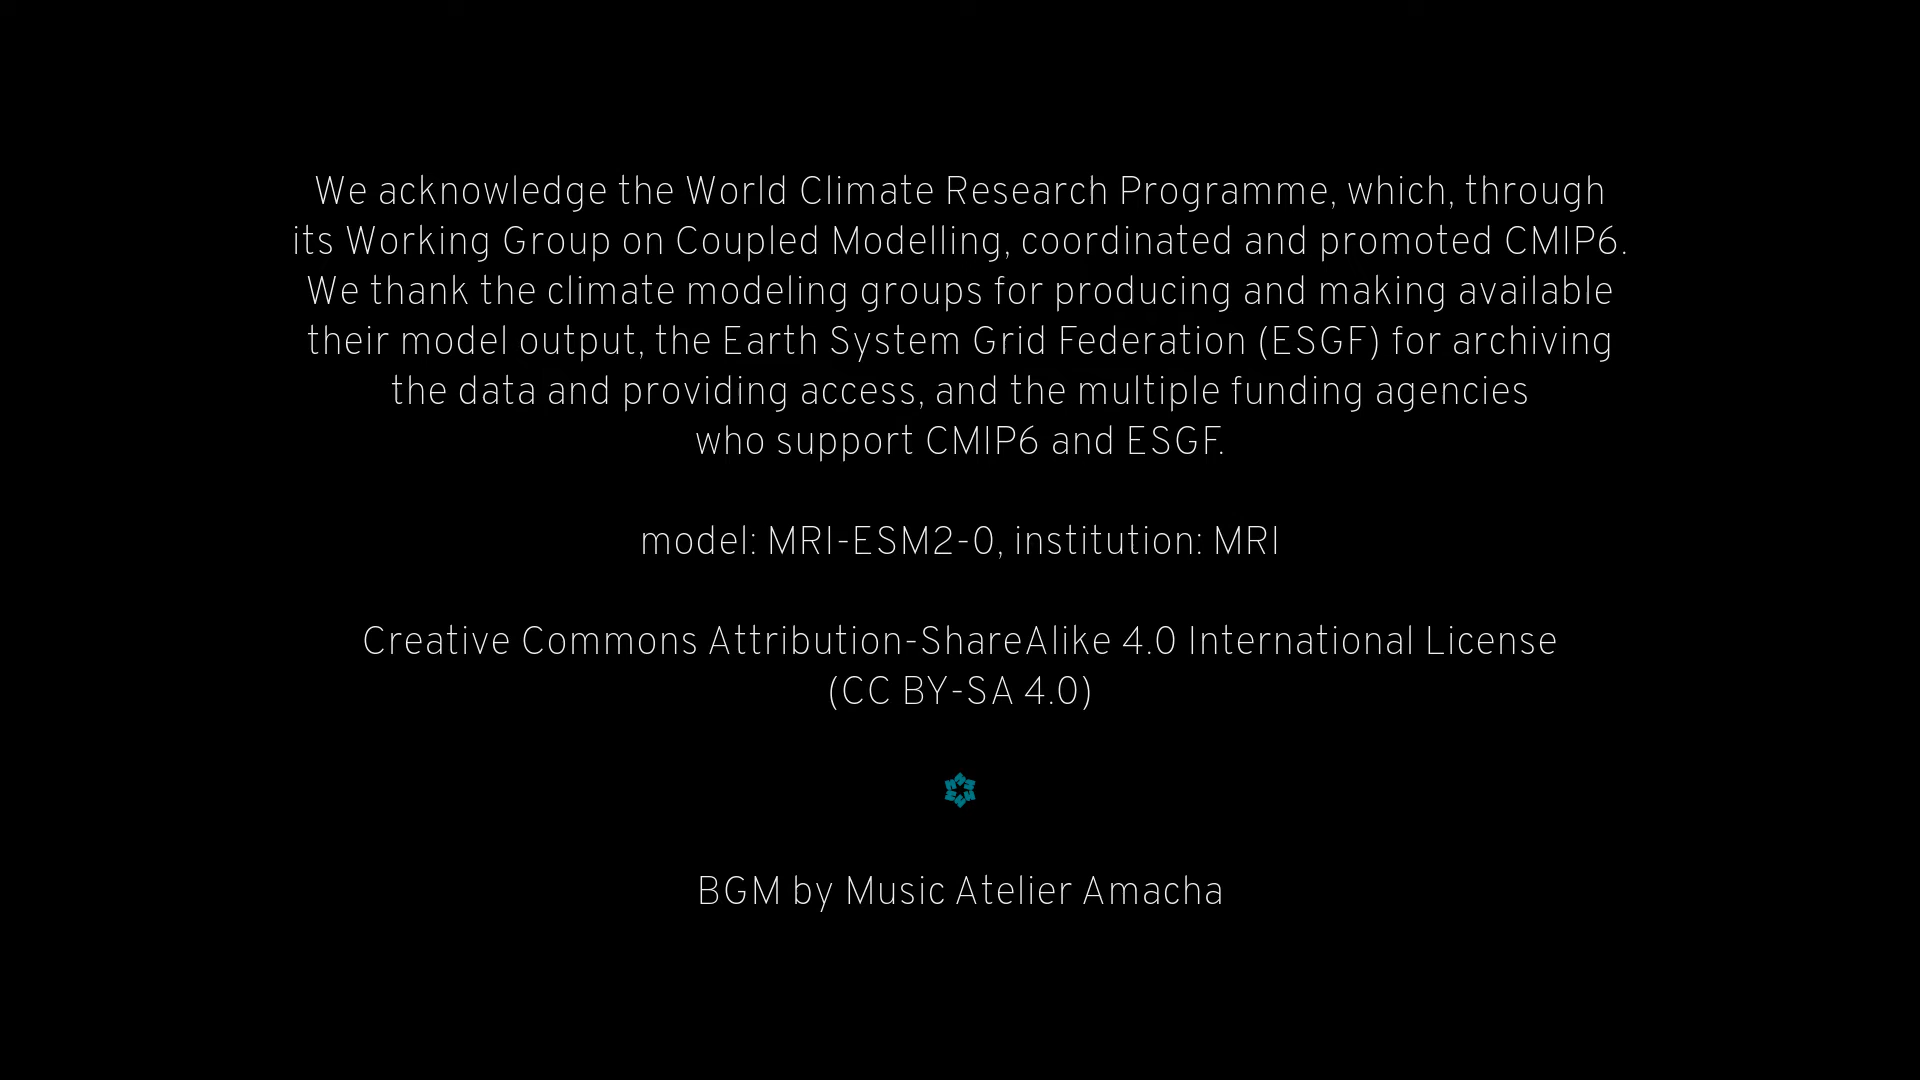 We acknowledge the World Climate Research Programme, which, through
its Working Group on Coupled Modelling, coordinated and promoted CMIP6.
We thank the climate modeling groups for producing and making available
their model output, the Earth System Grid Federation (ESGF) for archiving
the data and providing access, and the multiple funding agencies
who support CMIP6 and ESGF.
model: MRI-ESM2-0, institution: MRI
Creative Commons Attribution-ShareAlike 4.0 International License
(CC BY-SA 4.0)
BGM by Music Atelier Amacha